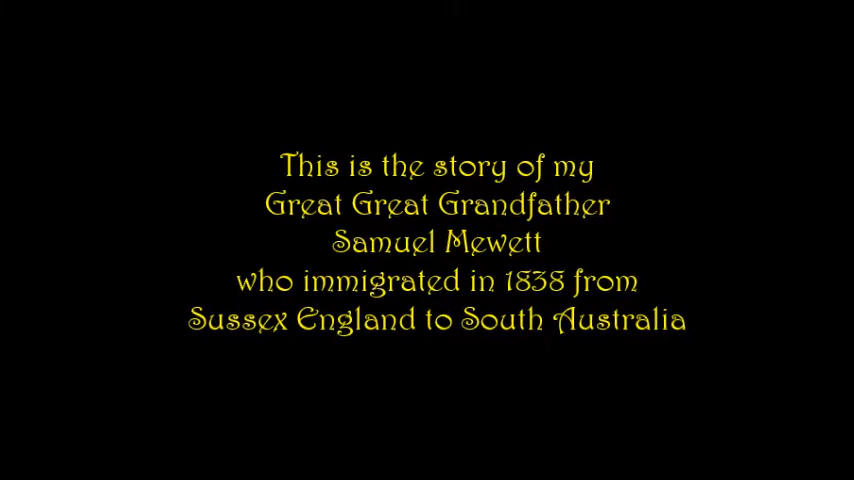 This is the story of my
Great Great Grandfather
Samuel Mewett
who immigrated in 1838 from
Sussex England to South Australia